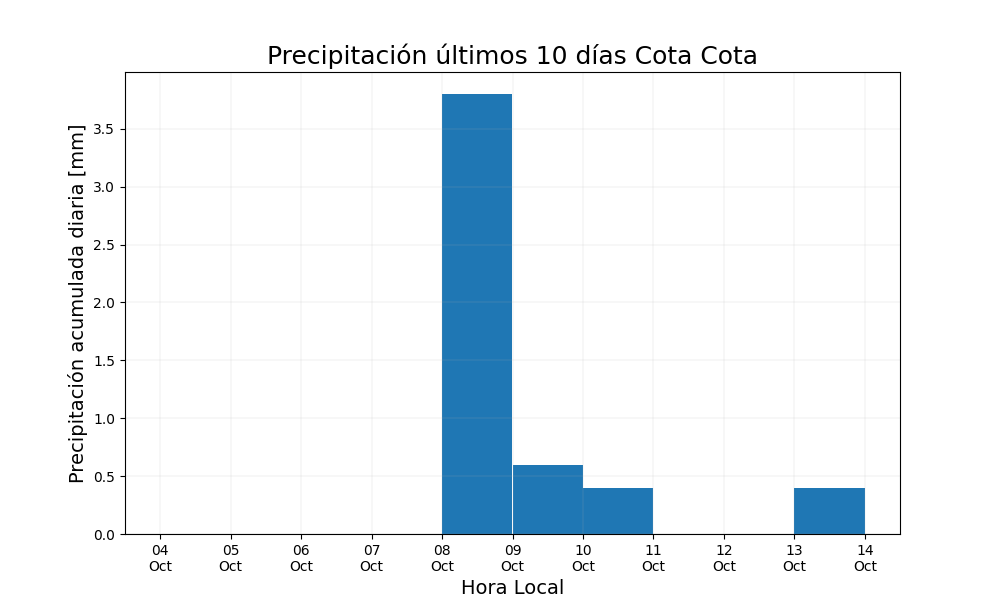 Precipitación últimos 10 días Cota Cota
Precipitación acumulada diaria [mm]
3.5
3.0
2.5
2.0
1.5
1.0
0.5
0.0
04 05 06 07 08 09 10 11 12 13 14
Oct Oct Oct Oct Oct Oct Oct Oct Oct Oct Oct
Hora Local